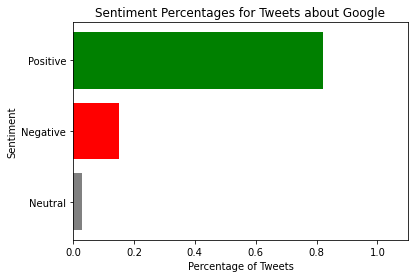 Sentiment Percentages for Tweets about Google
Positive
Negative
Neutral
Sentiment
0.0 0.2 0.4 0.6 0.8 1.0
Percentage of Tweets